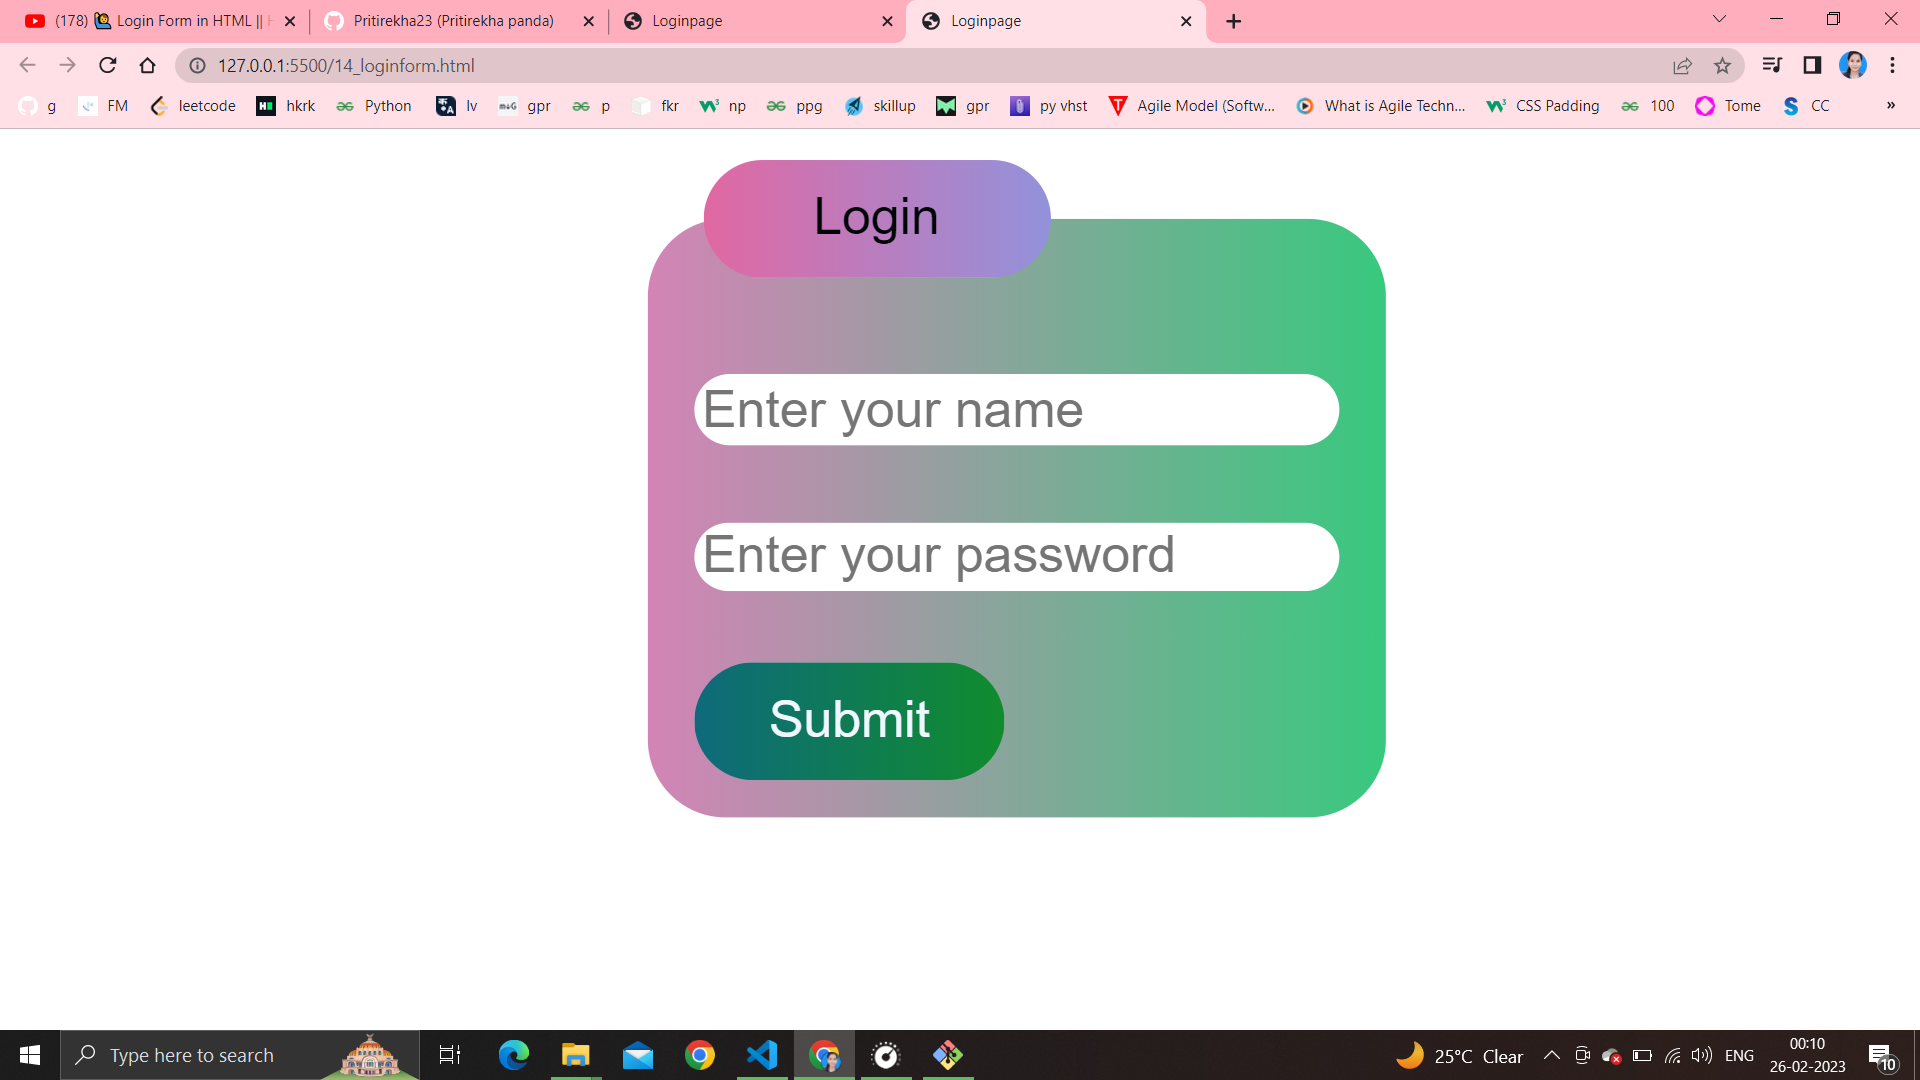 (178) 🙋 Login Form in HTML || H
Pritirekha23 (Pritirekha panda)
Loginpage
Loginpage
127.0.0.1:5500/14_loginform.html
g FM leetcode hkrk Python lv gpr p fkr np ppg skillup gpr py vhst Agile Model (Softw... What is Agile Techn... CSS Padding 100 Tome CC »
Login
Enter your name
Enter your password
Submit
Type here to search
25°C Clear
ENG
00:10
26-02-2023
10